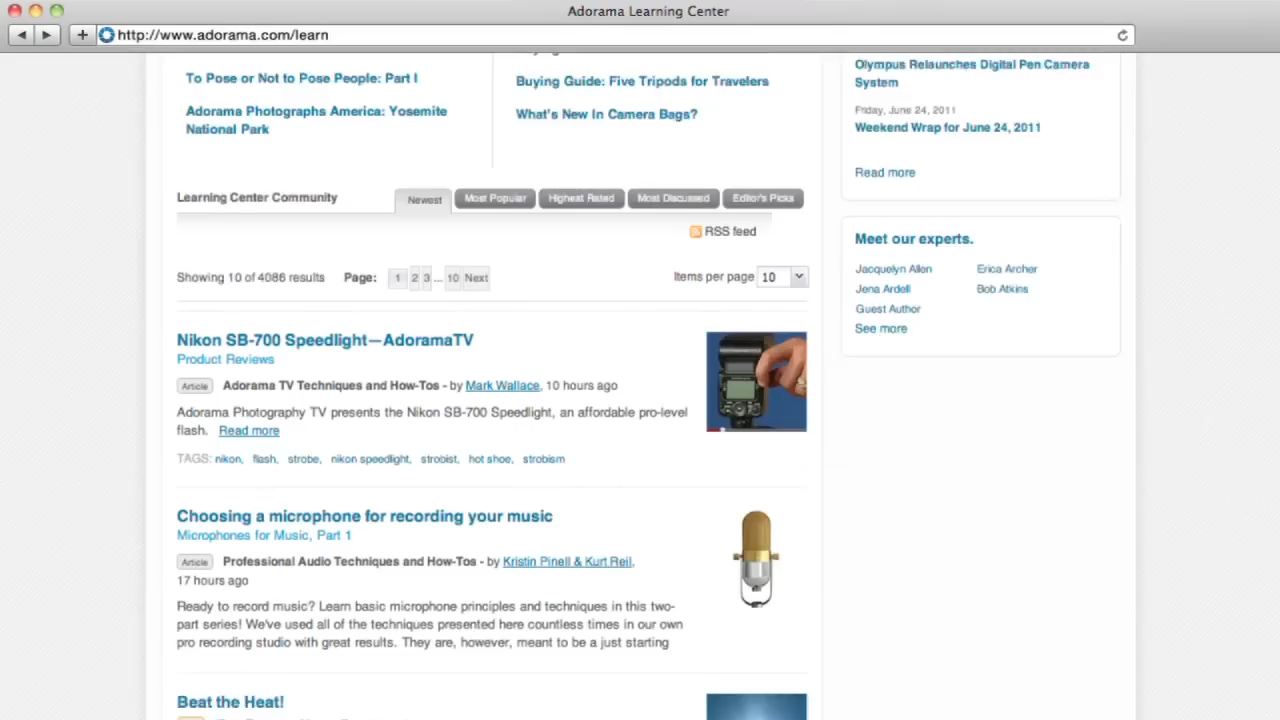 Adorama Learning Center
http://www.adorama.com/learn
To Pose or Not to Pose People: Part I
Adorama Photographs America: Yosemite
National Park
Buying Guide: Five Tripods for Travelers
What's New In Camera Bags?
Olympus Relaunches Digital Pen Camera
System
Friday, June 24, 2011
Weekend Wrap for June 24, 2011
Read more
Learning Center Community
Newest
Most Popular
Highest Rated
Most Discussed
Editor's Picks
RSS feed
Showing 10 of 4086 results
Page: 1 2 3 ... 10 Next
Items per page 10
Meet our experts.
Jacquelyn Allen
Erica Archer
Jena Ardell
Bob Atkins
Guest Author
See more
Nikon SB-700 Speedlight—AdoramaTV
Product Reviews
Article Adorama TV Techniques and How-Tos - by Mark Wallace, 10 hours ago
Adorama Photography TV presents the Nikon SB-700 Speedlight, an affordable pro-level
flash. Read more
TAGS: nikon, flash, strobe, nikon speedlight, strobist, hot shoe, strobism
Choosing a microphone for recording your music
Microphones for Music, Part 1
Article Professional Audio Techniques and How-Tos - by Kristin Pinell & Kurt Reil,
17 hours ago
Ready to record music? Learn basic microphone principles and techniques in this two-
part series! We've used all of the techniques presented here countless times in our own
pro recording studio with great results. They are, however, meant to be a just starting
Beat the Heat!